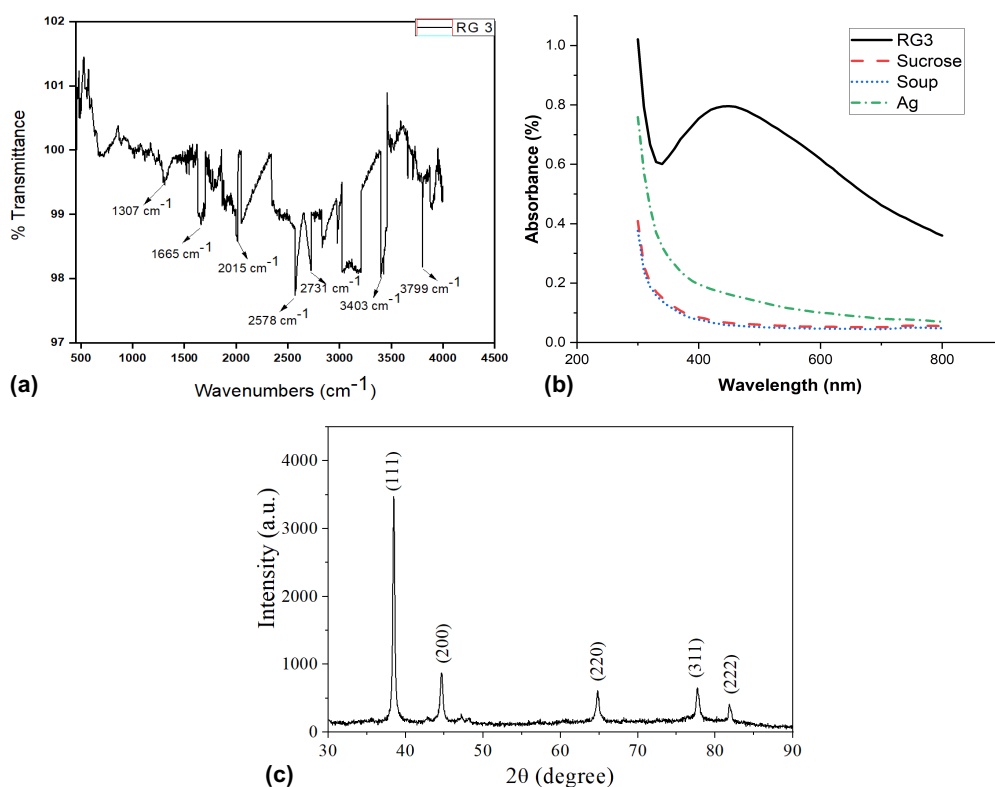 102
101
100
99
98
97
% Transmittance
RG 3
1307 cm⁻¹
1665 cm⁻¹
2015 cm⁻¹
2578 cm⁻¹
2731 cm⁻¹
3403 cm⁻¹
3799 cm⁻¹
500 1000 1500 2000 2500 3000 3500 4000 4500
Wavenumbers (cm⁻¹)
(a)
1.0
0.8
0.6
0.4
0.2
0.0
Absorbance (%)
RG3
Sucrose
Soup
Ag
200 400 600 800
Wavelength (nm)
(b)
4000
3000
2000
1000
0
Intensity (a.u.)
(111)
(200)
(220)
(311)
(222)
30 40 50 60 70 80 90
2θ (degree)
(c)